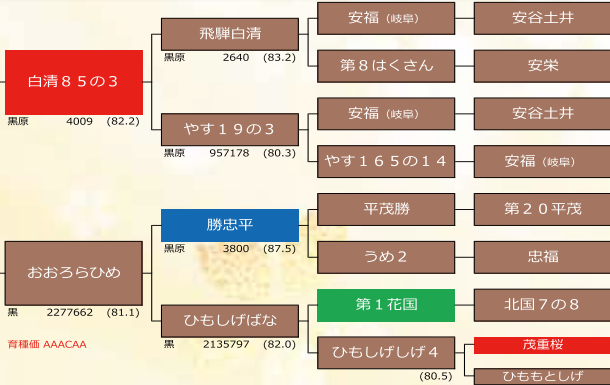 白清８５の３
黒原 4009 (82.2)
飛騨白清
黒原 2640 (83.2)
安福（岐阜）
安谷土井
第８はくさん
安栄
やす１９の３
黒原 957178 (80.3)
安福（岐阜）
安谷土井
やす１６５の１４
安福（岐阜）
おおろらひめ
黒 2277662 (81.1)
育種価 AAACAA
勝忠平
黒原 3800 (87.5)
平茂勝
第２０平茂
うめ２
忠福
ひもしげばな
黒 2135797 (82.0)
第１花国
北国７の８
ひもしげしげ４
(80.5)
茂重桜
ひももとしげ